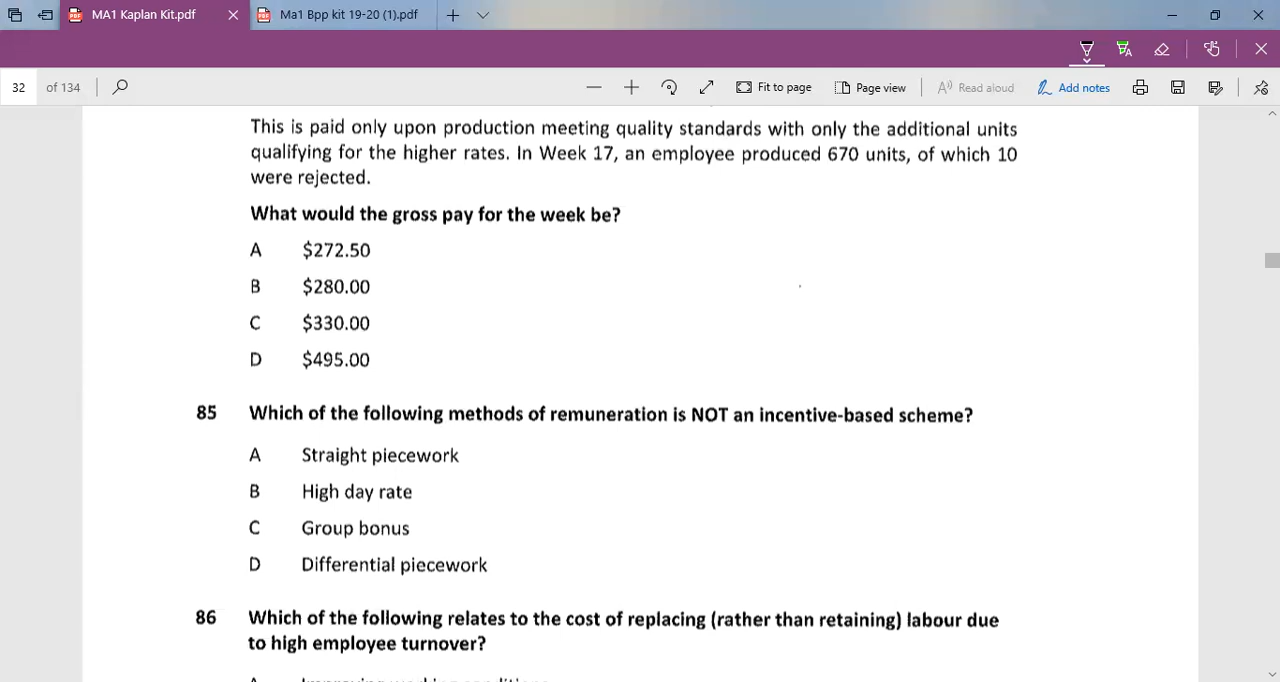 MA1 Kaplan Kit.pdf
Ma1 Bpp kit 19-20 (1).pdf
32 of 134
Fit to page
Page view
Read aloud
Add notes
This is paid only upon production meeting quality standards with only the additional units
qualifying for the higher rates. In Week 17, an employee produced 670 units, of which 10
were rejected.
What would the gross pay for the week be?
A $272.50
B $280.00
C $330.00
D $495.00
85 Which of the following methods of remuneration is NOT an incentive-based scheme?
A Straight piecework
B High day rate
C Group bonus
D Differential piecework
86 Which of the following relates to the cost of replacing (rather than retaining) labour due
to high employee turnover?